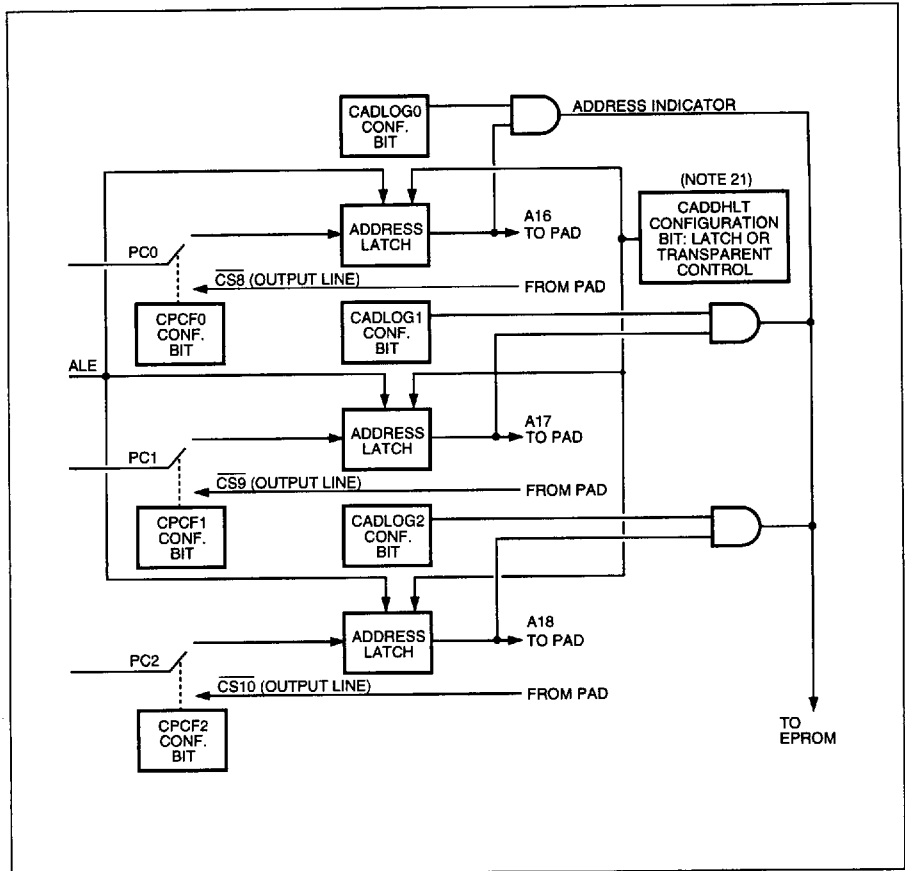 CADLOG0
CONF.
BIT
ADDRESS INDICATOR
(NOTE 21)
CADDHLT
CONFIGURATION
BIT: LATCH OR
TRANSPARENT
CONTROL
ADDRESS
LATCH
A16
TO PAD
PC0
CS8 (OUTPUT LINE)
FROM PAD
CPCF0
CONF.
BIT
CADLOG1
CONF.
BIT
ALE
ADDRESS
LATCH
A17
TO PAD
PC1
CS9 (OUTPUT LINE)
FROM PAD
CPCF1
CONF.
BIT
CADLOG2
CONF.
BIT
ADDRESS
LATCH
A18
TO PAD
PC2
CS10 (OUTPUT LINE)
FROM PAD
CPCF2
CONF.
BIT
TO
EPROM